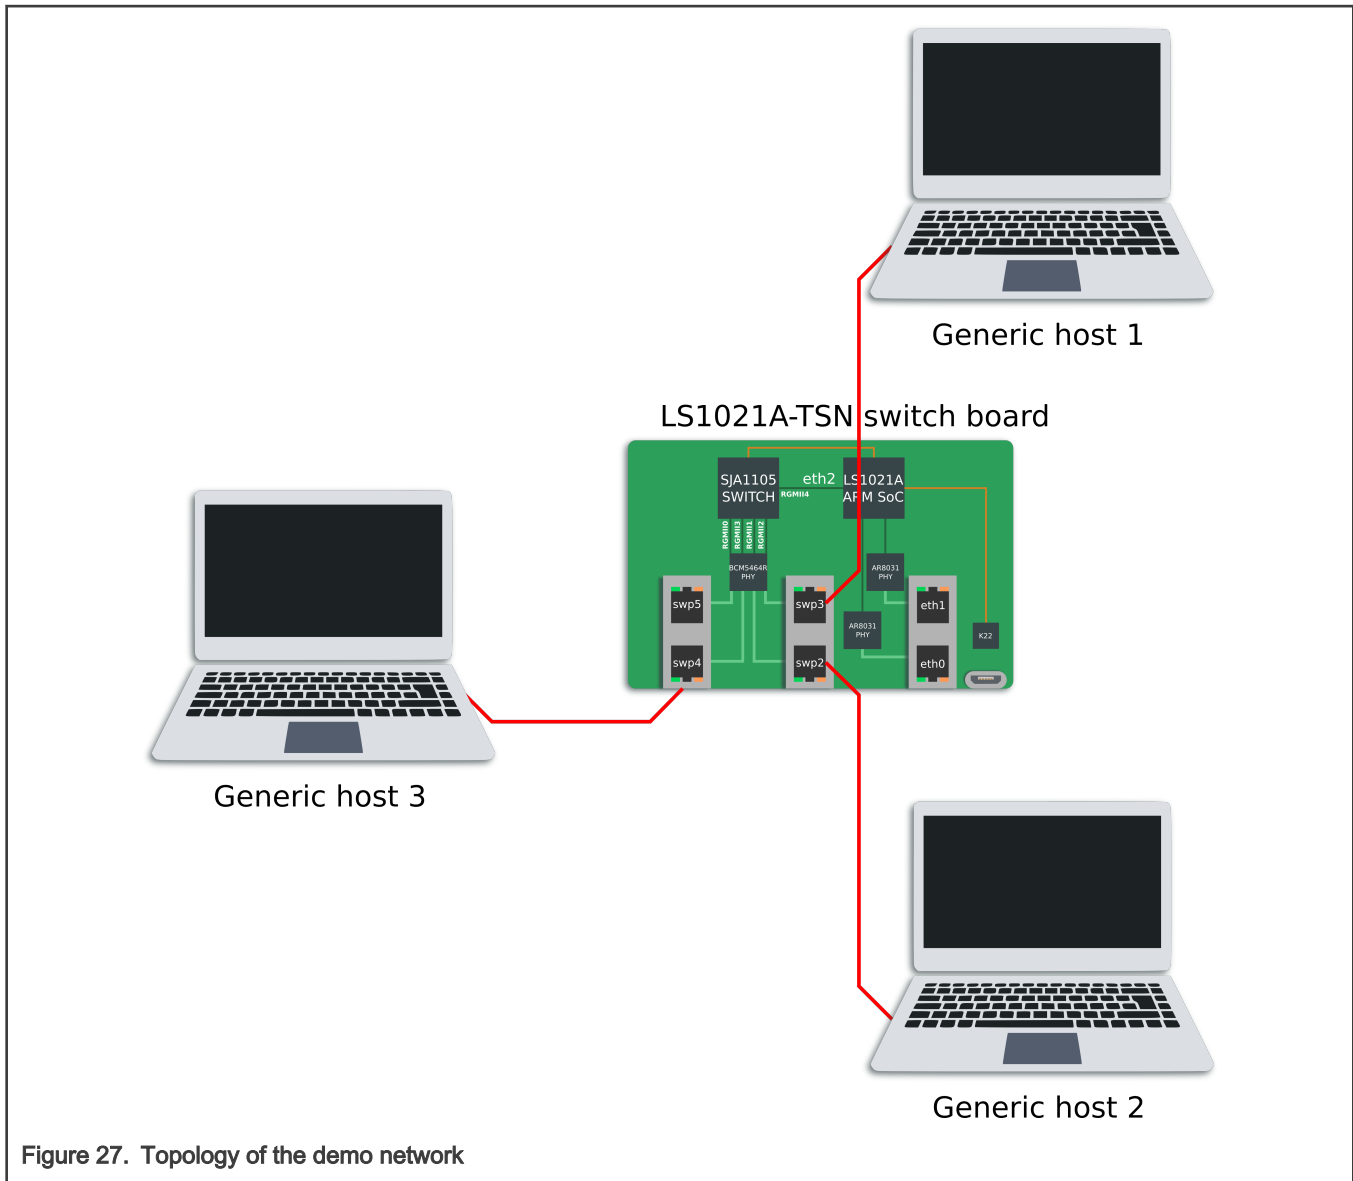 Generic host 1
LS1021A-TSN switch board
SJA1105
SWITCH
eth2
RGMII4
LS1021A
ARM SoC
RGMII0
RGMII3
RGMII1
RGMII2
BCM5464R
PHY
AR8031
PHY
swp5
swp3
eth1
AR8031
PHY
K22
swp4
swp2
eth0
Generic host 3
Generic host 2
Figure 27. Topology of the demo network